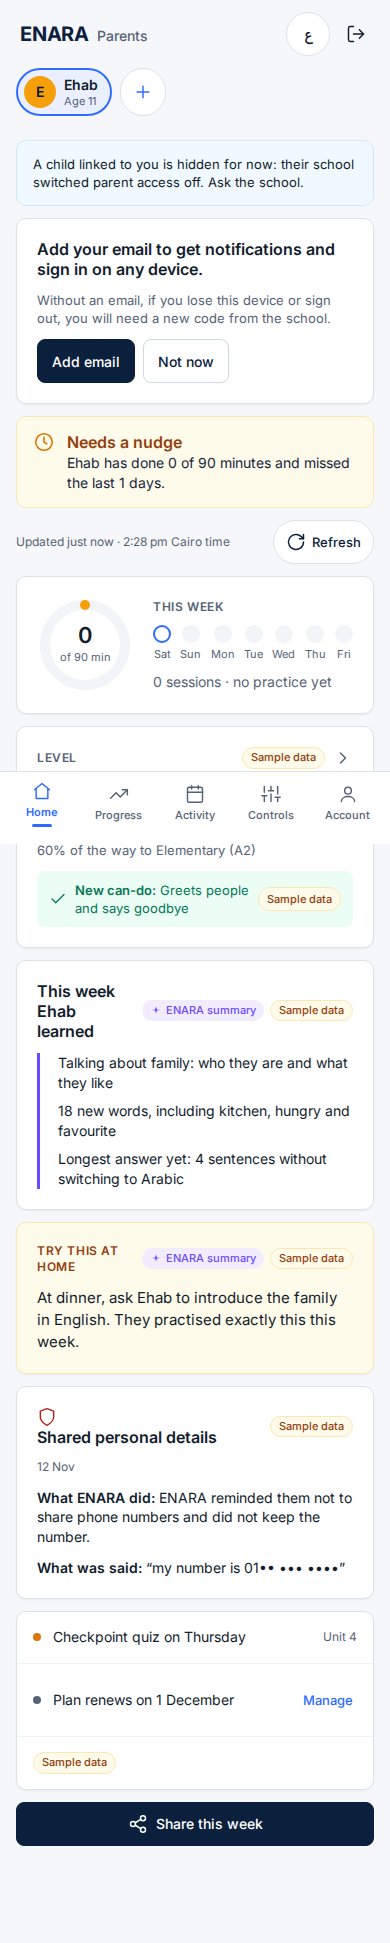 ENARA Parents
ع
E
Ehab
Age 11
A child linked to you is hidden for now: their school
switched parent access off. Ask the school.
Add your email to get notifications and
sign in on any device.
Without an email, if you lose this device or sign
out, you will need a new code from the school.
Add email
Not now
Needs a nudge
Ehab has done 0 of 90 minutes and missed
the last 1 days.
Updated just now · 2:28 pm Cairo time
Refresh
0
of 90 min
THIS WEEK
Sat Sun Mon Tue Wed Thu Fri
0 sessions · no practice yet
LEVEL
Sample data
Home
Progress
Activity
Controls
Account
60% of the way to Elementary (A2)
New can-do: Greets people
and says goodbye
Sample data
This week
Ehab
learned
ENARA summary
Sample data
Talking about family: who they are and what
they like
18 new words, including kitchen, hungry and
favourite
Longest answer yet: 4 sentences without
switching to Arabic
TRY THIS AT
HOME
ENARA summary
Sample data
At dinner, ask Ehab to introduce the family
in English. They practised exactly this this
week.
Shared personal details
Sample data
12 Nov
What ENARA did: ENARA reminded them not to
share phone numbers and did not keep the
number.
What was said: “my number is 01•• ••• ••••”
Checkpoint quiz on Thursday
Unit 4
Plan renews on 1 December
Manage
Sample data
Share this week